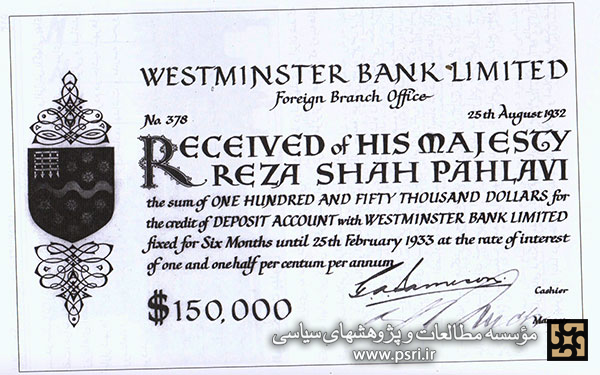 WESTMINSTER BANK LIMITED
Foreign Branch Office
No. 378 25th August 1932
RECEIVED of HIS MAJESTY
REZA SHAH PAHLAVI
the sum of ONE HUNDRED AND FIFTY THOUSAND DOLLARS for
the credit of DEPOSIT ACCOUNT with WESTMINSTER BANK LIMITED
fixed for Six Months until 25th February 1933 at the rate of interest
of one and one half per centum per annum
Cashier
$150,000
مؤسسه مطالعات و پژوهشهای سیاسی
www.psri.ir